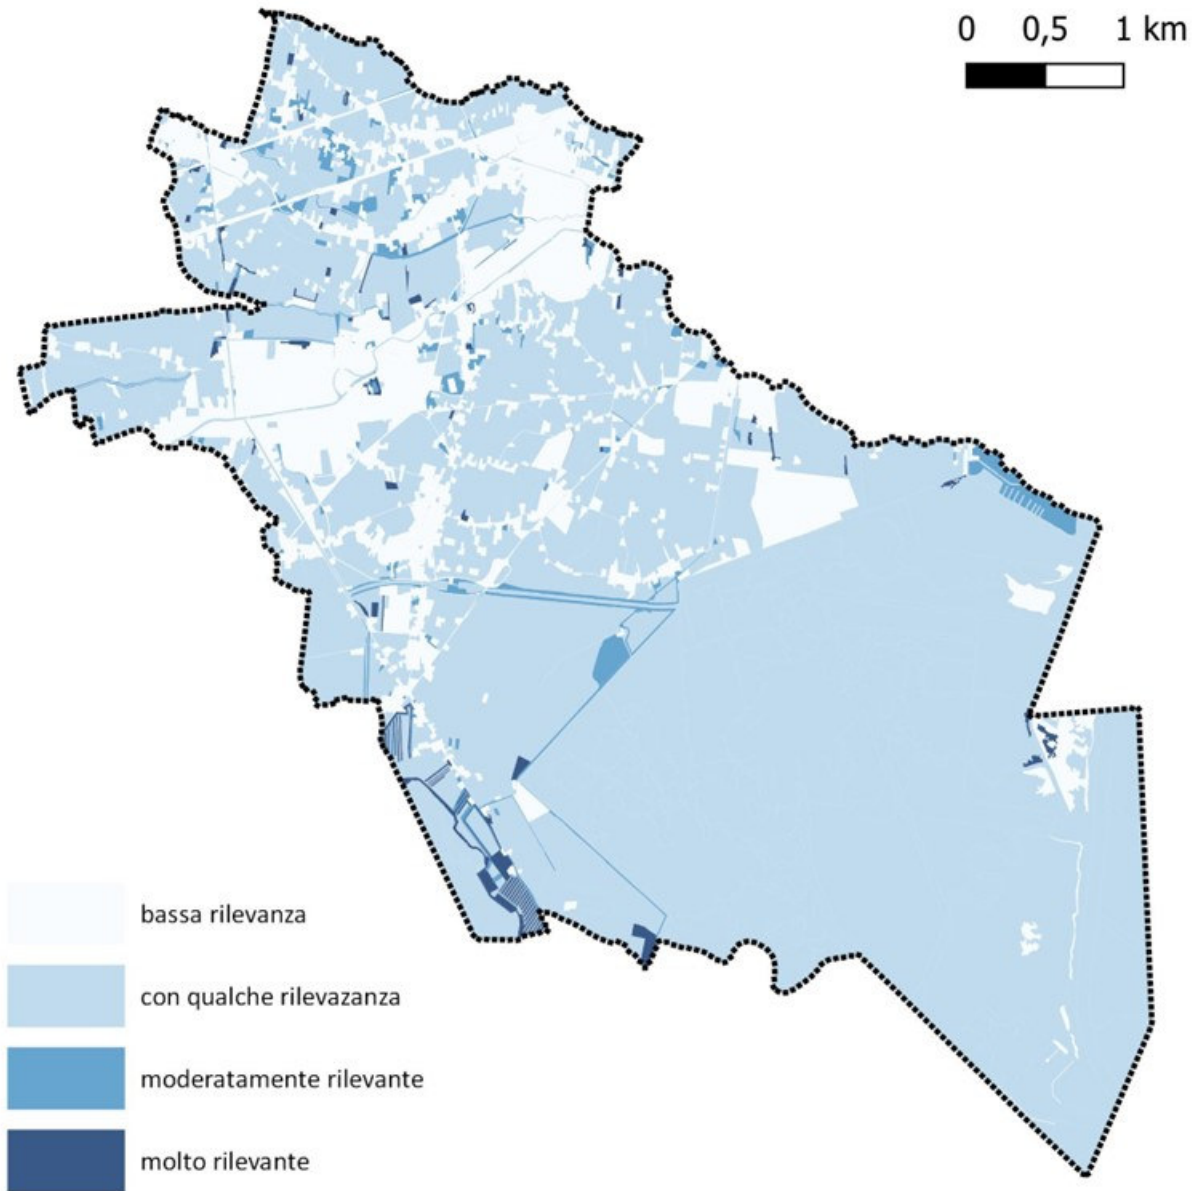 0 0,5 1 km
bassa rilevanza
con qualche rilevazanza
moderatamente rilevante
molto rilevante